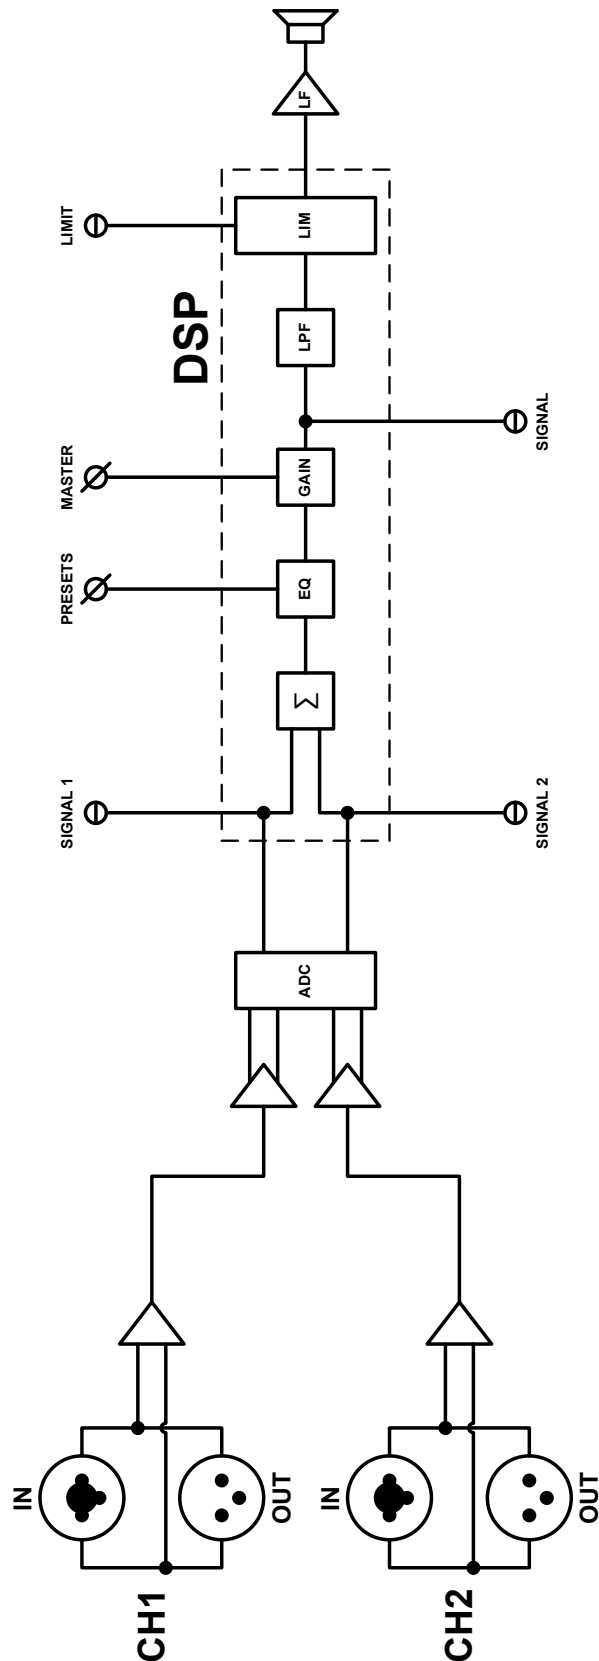 CH1
IN
OUT
CH2
IN
OUT
ADC
SIGNAL 1
SIGNAL 2
DSP
Σ
PRESETS
EQ
MASTER
GAIN
SIGNAL
LPF
LIMIT
LIM
LF